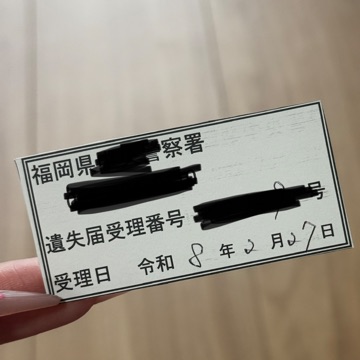 福岡県 察署
遺失届受理番号 号
受理日 令和 8 年 2 月 27 日